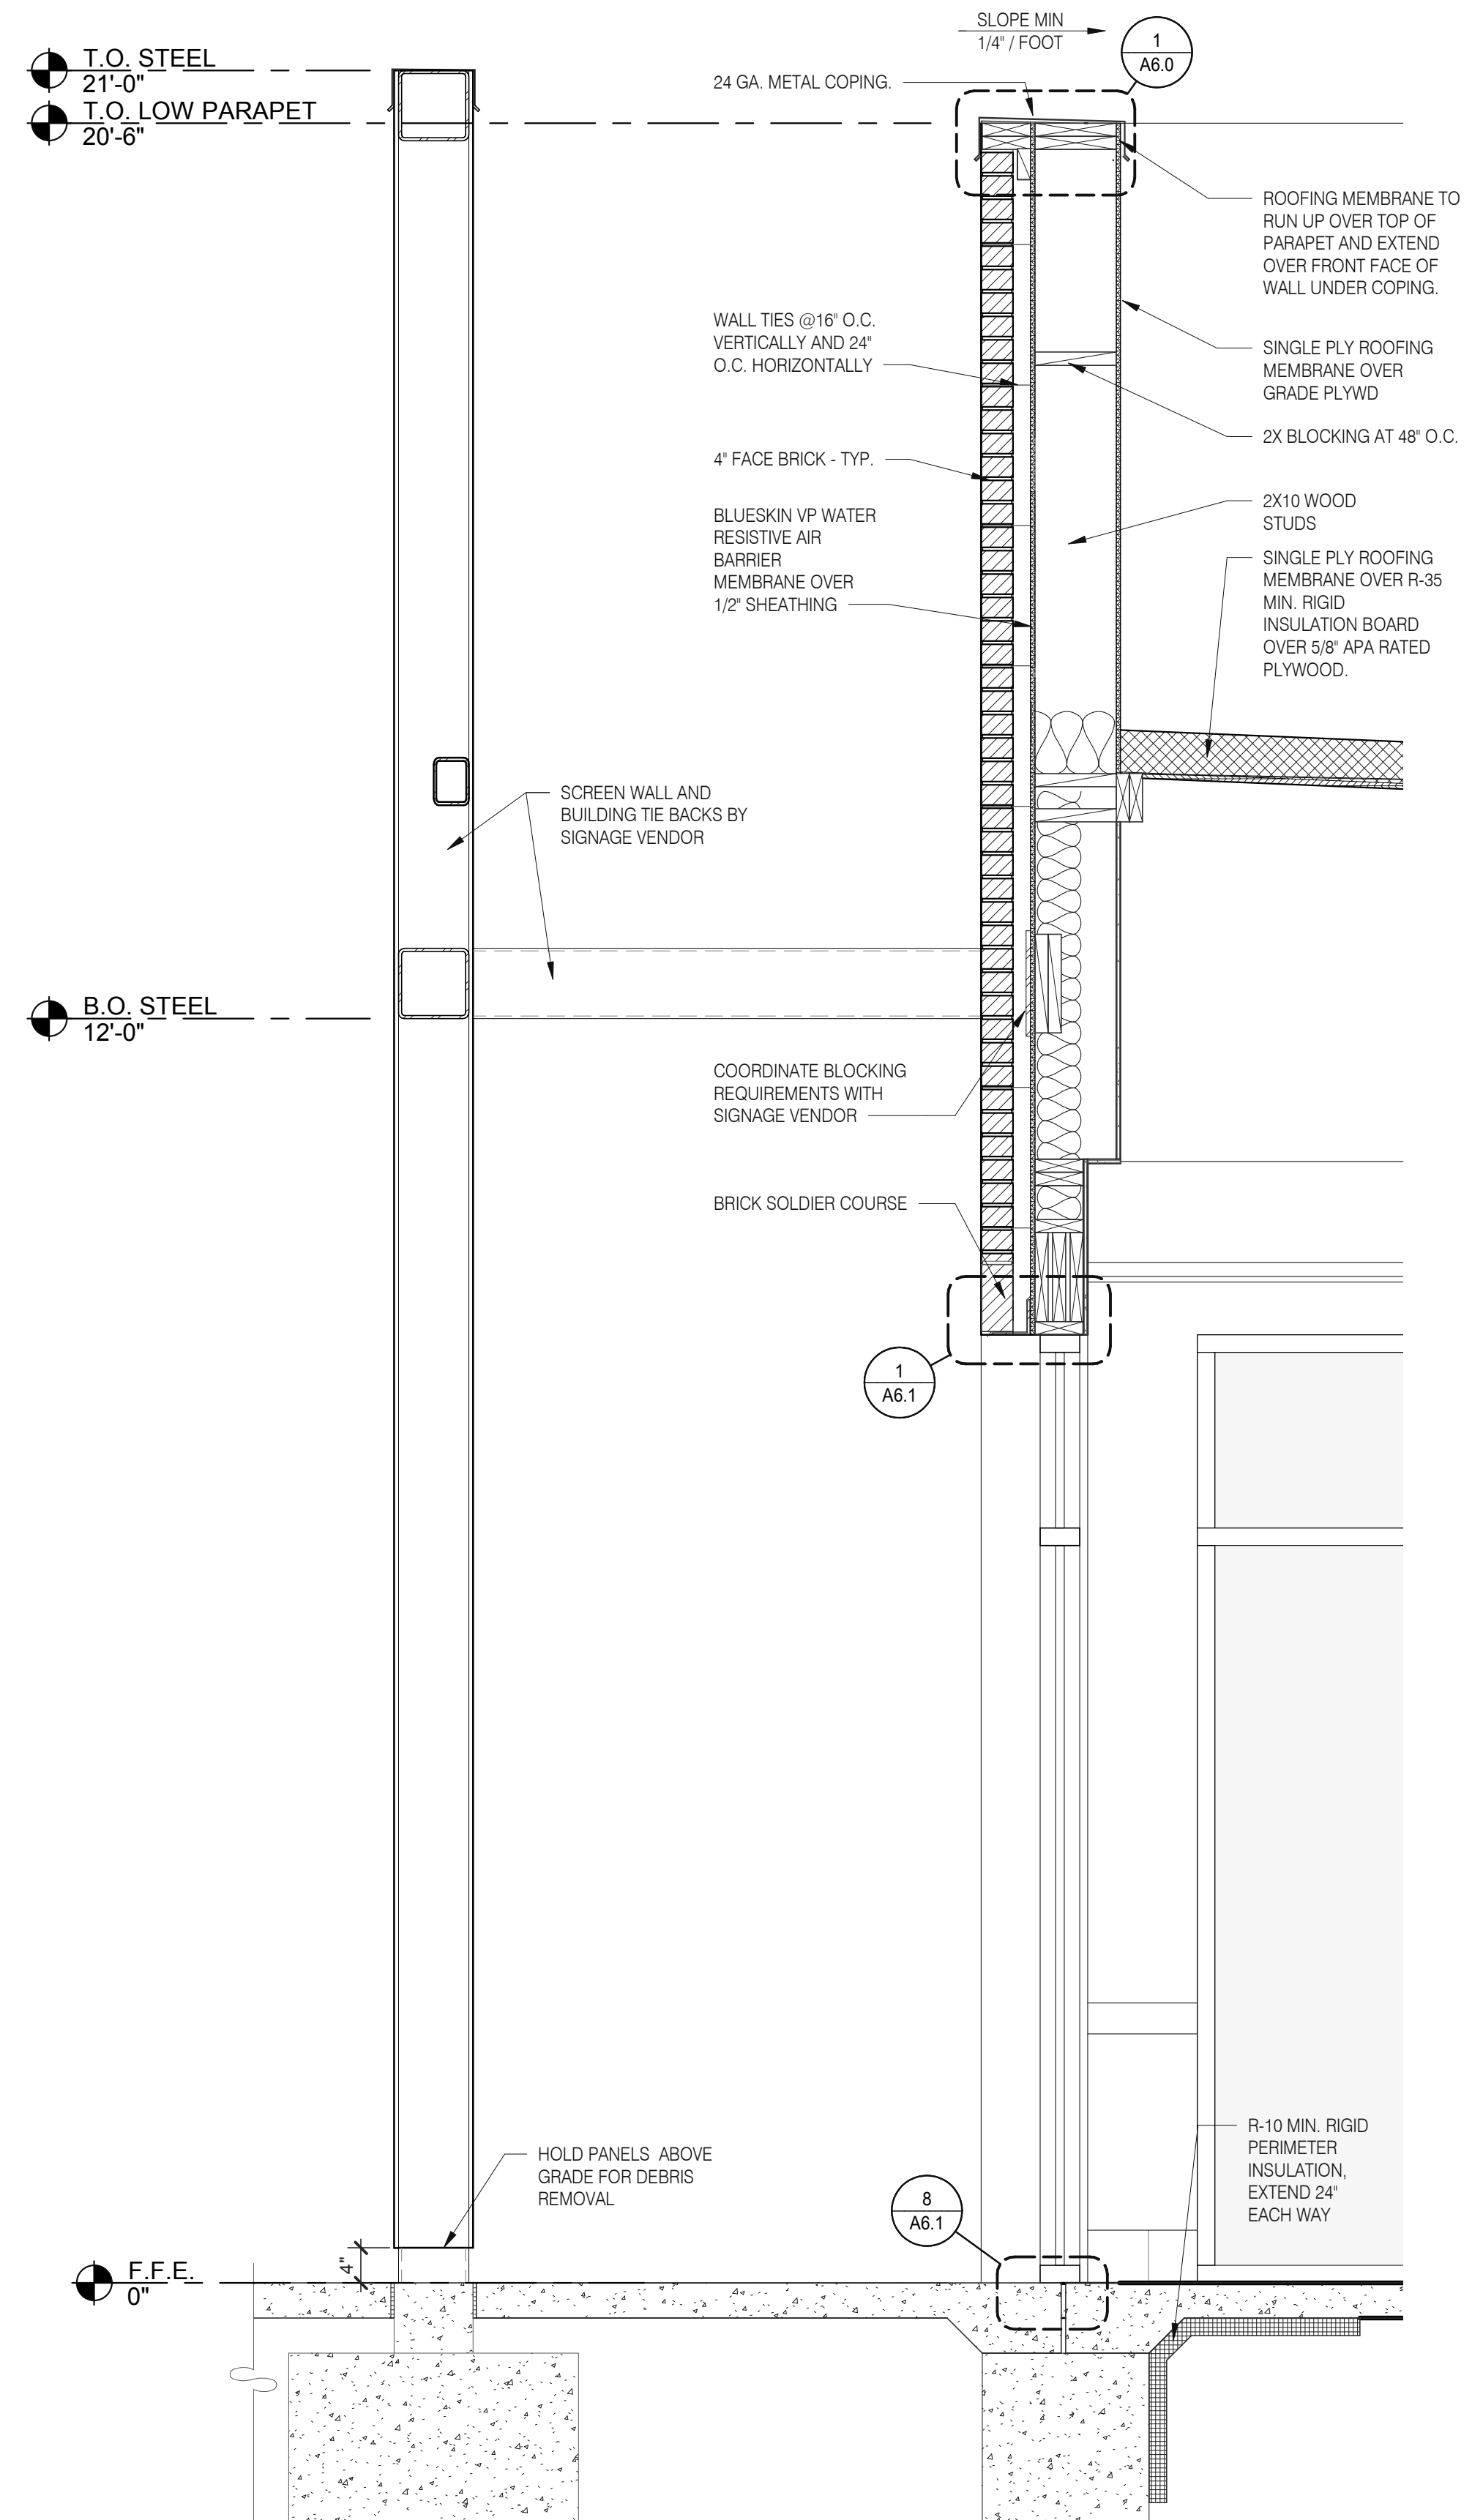 SLOPE MIN
1/4" / FOOT
1
A6.0
T.O. STEEL
21'-0"
T.O. LOW PARAPET
20'-6"
24 GA. METAL COPING.
ROOFING MEMBRANE TO
RUN UP OVER TOP OF
PARAPET AND EXTEND
OVER FRONT FACE OF
WALL UNDER COPING.
WALL TIES @16" O.C.
VERTICALLY AND 24"
O.C. HORIZONTALLY
SINGLE PLY ROOFING
MEMBRANE OVER
GRADE PLYWD
2X BLOCKING AT 48" O.C.
4" FACE BRICK - TYP.
2X10 WOOD
STUDS
BLUESKIN VP WATER
RESISTIVE AIR
BARRIER
MEMBRANE OVER
1/2" SHEATHING
SINGLE PLY ROOFING
MEMBRANE OVER R-35
MIN. RIGID
INSULATION BOARD
OVER 5/8" APA RATED
PLYWOOD.
SCREEN WALL AND
BUILDING TIE BACKS BY
SIGNAGE VENDOR
B.O. STEEL
12'-0"
COORDINATE BLOCKING
REQUIREMENTS WITH
SIGNAGE VENDOR
BRICK SOLDIER COURSE
1
A6.1
HOLD PANELS  ABOVE
GRADE FOR DEBRIS
REMOVAL
R-10 MIN. RIGID
PERIMETER
INSULATION,
EXTEND 24"
EACH WAY
8
A6.1
4"
F.F.E.
0"